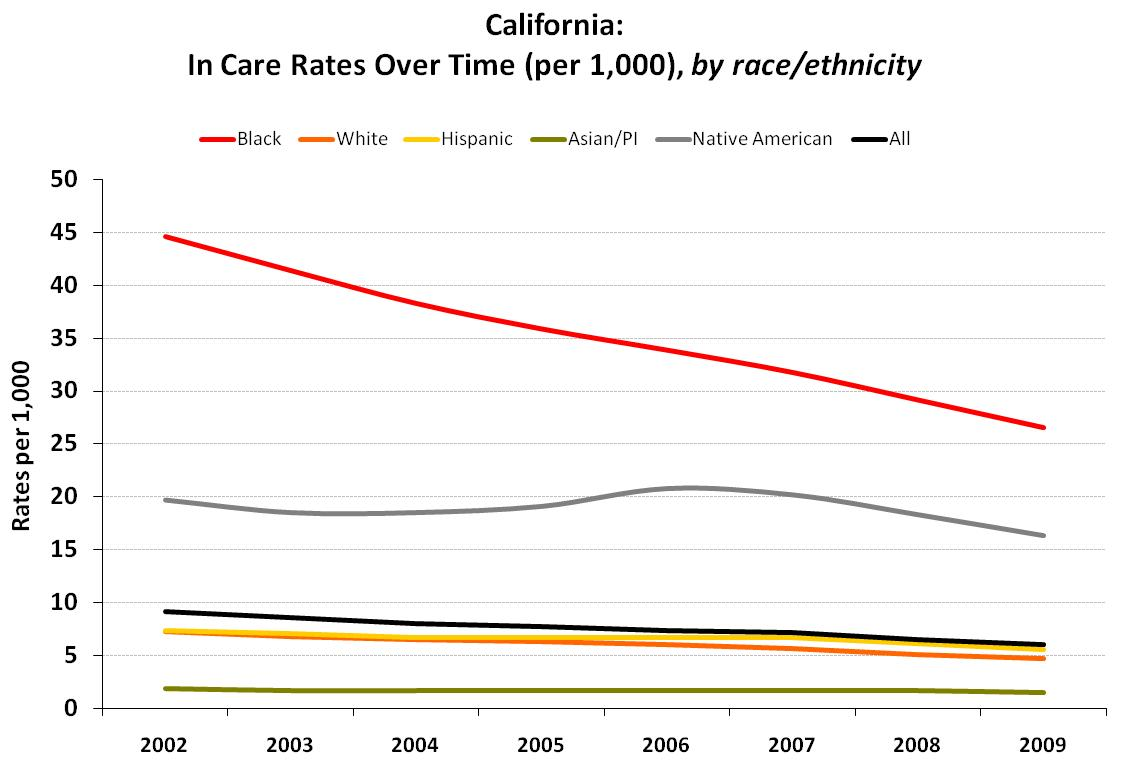 California:
In Care Rates Over Time (per 1,000), by race/ethnicity
Black White Hispanic Asian/PI Native American All
50
45
40
35
30
25
20
15
10
5
0
Rates per 1,000
2002 2003 2004 2005 2006 2007 2008 2009